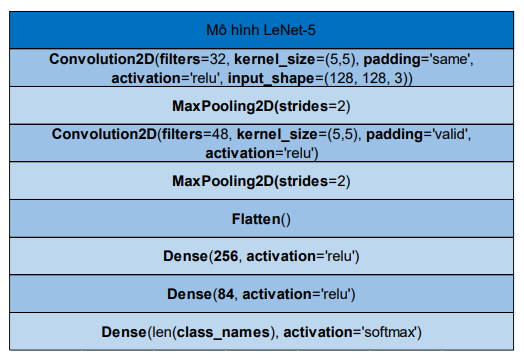 Mô hình LeNet-5
Convolution2D(filters=32, kernel_size=(5,5), padding='same',
activation='relu', input_shape=(128, 128, 3))
MaxPooling2D(strides=2)
Convolution2D(filters=48, kernel_size=(5,5), padding='valid',
activation='relu')
MaxPooling2D(strides=2)
Flatten()
Dense(256, activation='relu')
Dense(84, activation='relu')
Dense(len(class_names), activation='softmax')